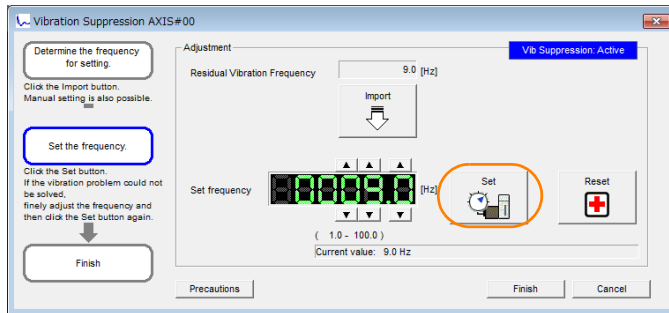 Vibration Suppression AXIS#00
Determine the frequency
for setting.
Click the Import button.
Manual setting is also possible.
Set the frequency.
Click the Set button.
If the vibration problem could not
be solved,
finely adjust the frequency and
then click the Set button again.
Finish
Adjustment
Vib Suppression: Active
Residual Vibration Frequency 9.0 [Hz]
Import
Set frequency 0009.0 [Hz]
Set
Reset
( 1.0 - 100.0 )
Current value: 9.0 Hz
Precautions
Finish
Cancel